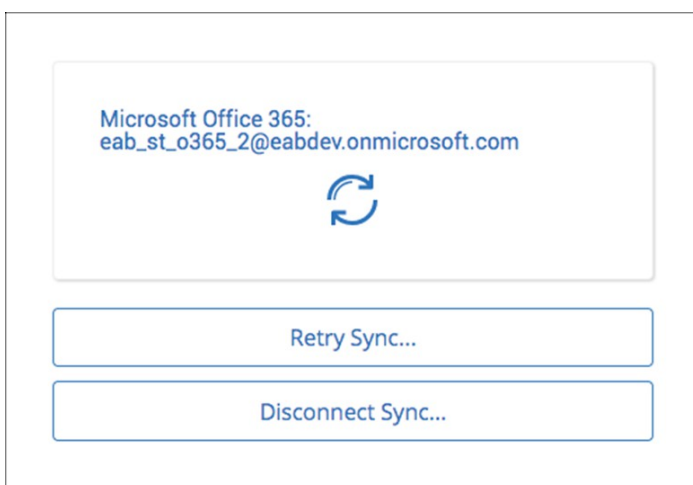 Microsoft Office 365:
eab_st_o365_2@eabdev.onmicrosoft.com
Retry Sync...
Disconnect Sync...